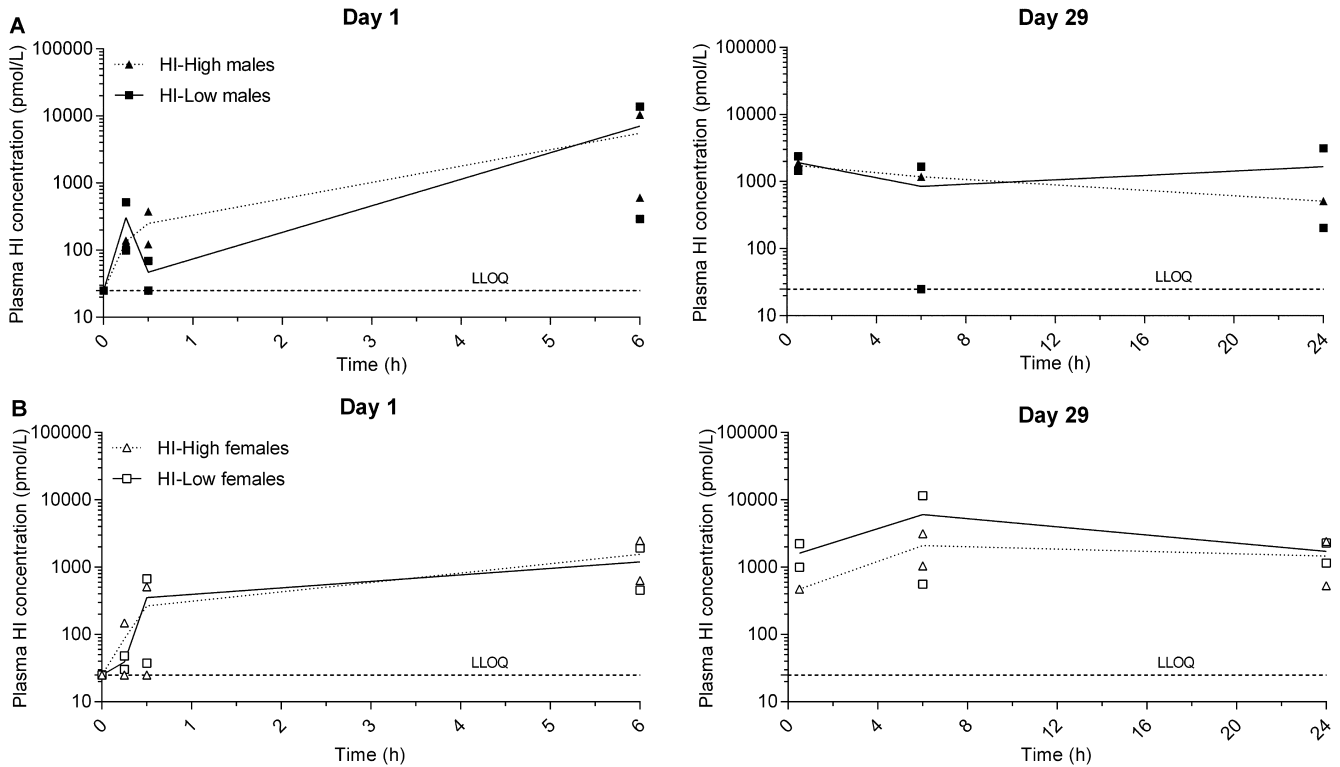 A
Day 1
Plasma HI concentration (pmol/L)
100000
10000
1000
100
10
HI-High males
HI-Low males
LLOQ
0 1 2 3 4 5 6
Time (h)
Day 29
Plasma HI concentration (pmol/L)
100000
10000
1000
100
10
LLOQ
0 4 8 12 16 20 24
Time (h)
B
Day 1
Plasma HI concentration (pmol/L)
100000
10000
1000
100
10
HI-High females
HI-Low females
LLOQ
0 1 2 3 4 5 6
Time (h)
Day 29
Plasma HI concentration (pmol/L)
100000
10000
1000
100
10
LLOQ
0 4 8 12 16 20 24
Time (h)